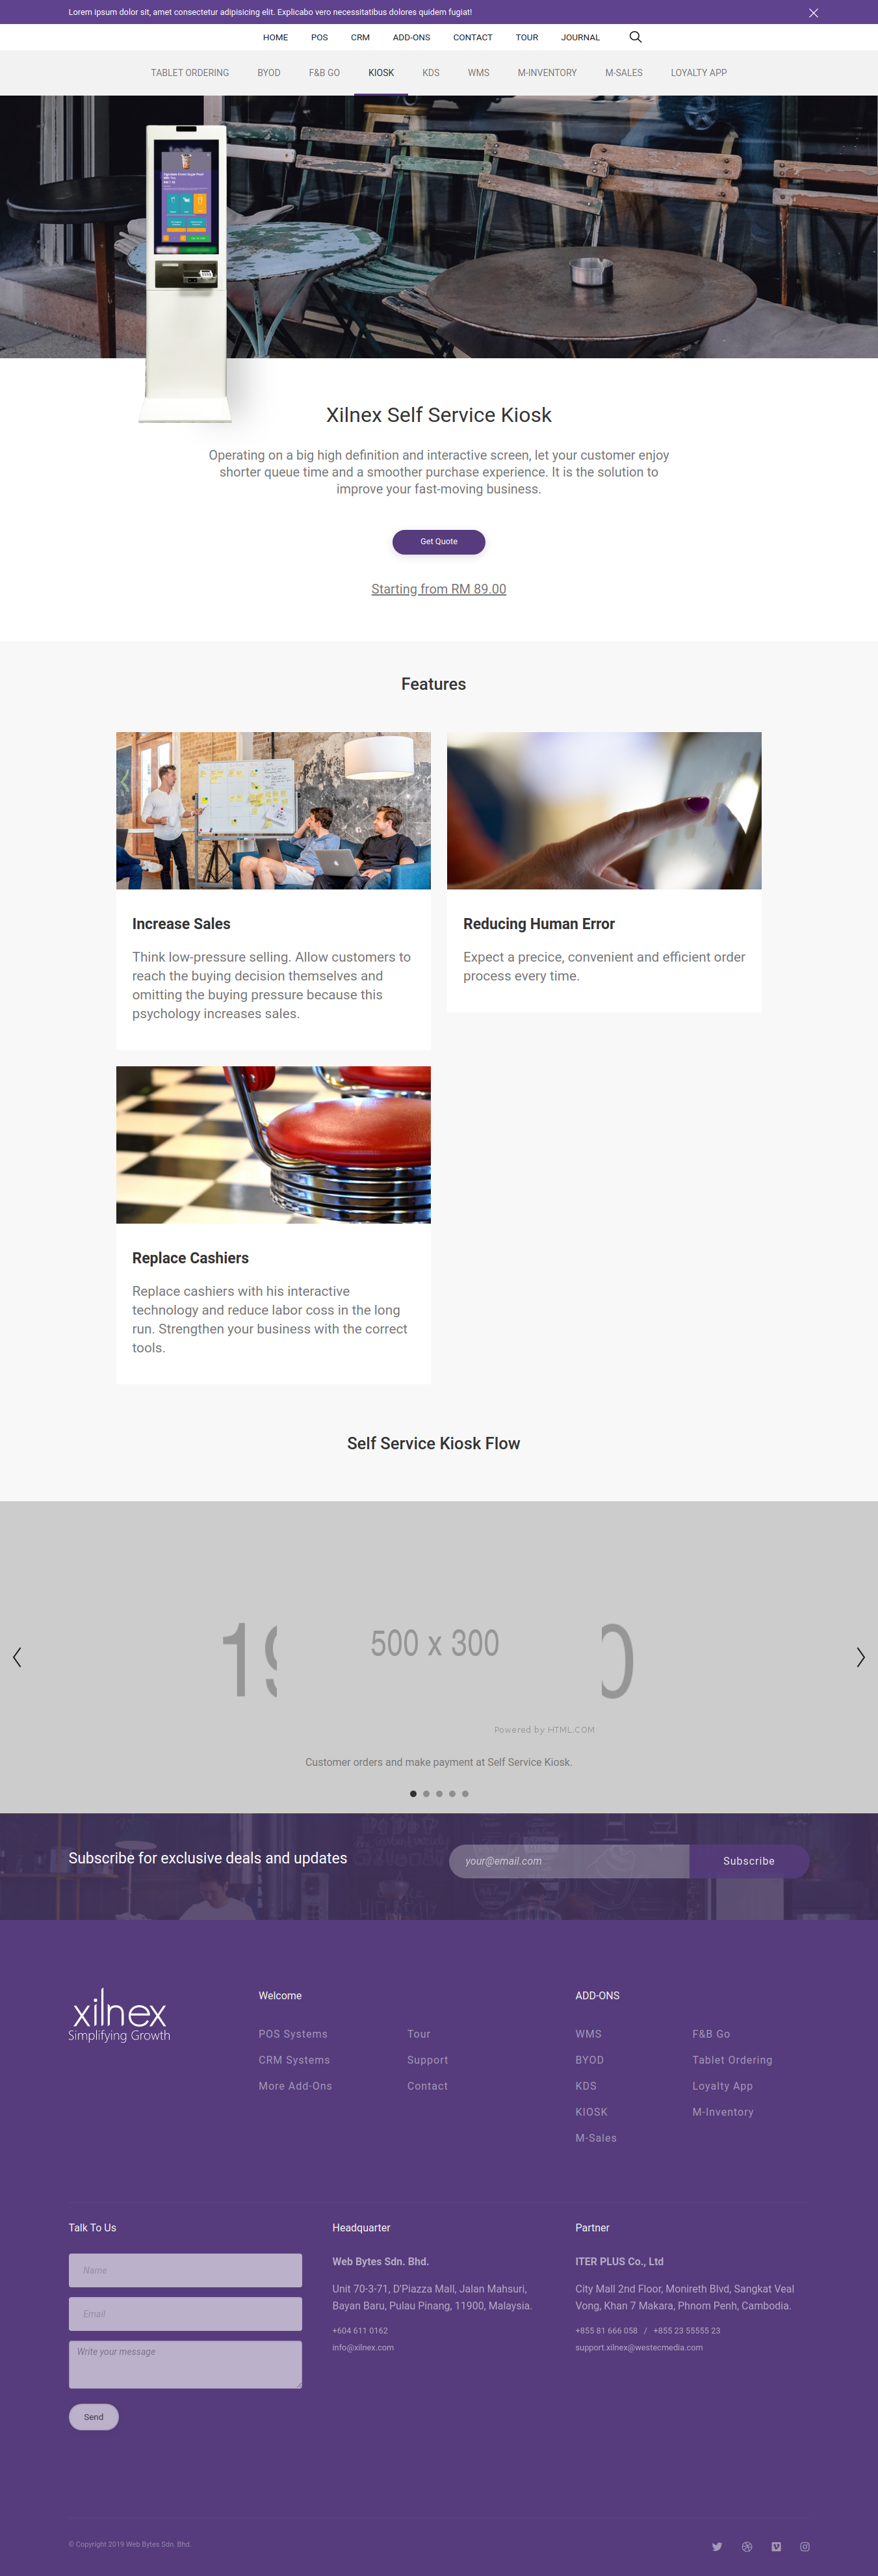 Lorem ipsum dolor sit, amet consectetur adipisicing elit. Explicabo vero necessitatibus dolores quidem fugiat!
HOME POS CRM ADD-ONS CONTACT TOUR JOURNAL
TABLET ORDERING BYOD F&B GO KIOSK KDS WMS M-INVENTORY M-SALES LOYALTY APP
Xilnex Self Service Kiosk
Operating on a big high definition and interactive screen, let your customer enjoy
shorter queue time and a smoother purchase experience. It is the solution to
improve your fast-moving business.
Get Quote
Starting from RM 89.00
Features
Increase Sales
Think low-pressure selling. Allow customers to
reach the buying decision themselves and
omitting the buying pressure because this
psychology increases sales.
Reducing Human Error
Expect a precice, convenient and efficient order
process every time.
Replace Cashiers
Replace cashiers with his interactive
technology and reduce labor coss in the long
run. Strengthen your business with the correct
tools.
Self Service Kiosk Flow
500 x 300
Powered by HTML.COM
Customer orders and make payment at Self Service Kiosk.
Subscribe for exclusive deals and updates
your@email.com
Subscribe
xilnex
Simplifying Growth
Welcome
POS Systems Tour
CRM Systems Support
More Add-Ons Contact
ADD-ONS
WMS F&B Go
BYOD Tablet Ordering
KDS Loyalty App
KIOSK M-Inventory
M-Sales
Talk To Us
Name
Email
Write your message
Send
Headquarter
Web Bytes Sdn. Bhd.
Unit 70-3-71, D'Piazza Mall, Jalan Mahsuri,
Bayan Baru, Pulau Pinang, 11900, Malaysia.
+604 611 0162
info@xilnex.com
Partner
ITER PLUS Co., Ltd
City Mall 2nd Floor, Monireth Blvd, Sangkat Veal
Vong, Khan 7 Makara, Phnom Penh, Cambodia.
+855 81 666 058 / +855 23 55555 23
support.xilnex@westecmedia.com
© Copyright 2019 Web Bytes Sdn. Bhd.